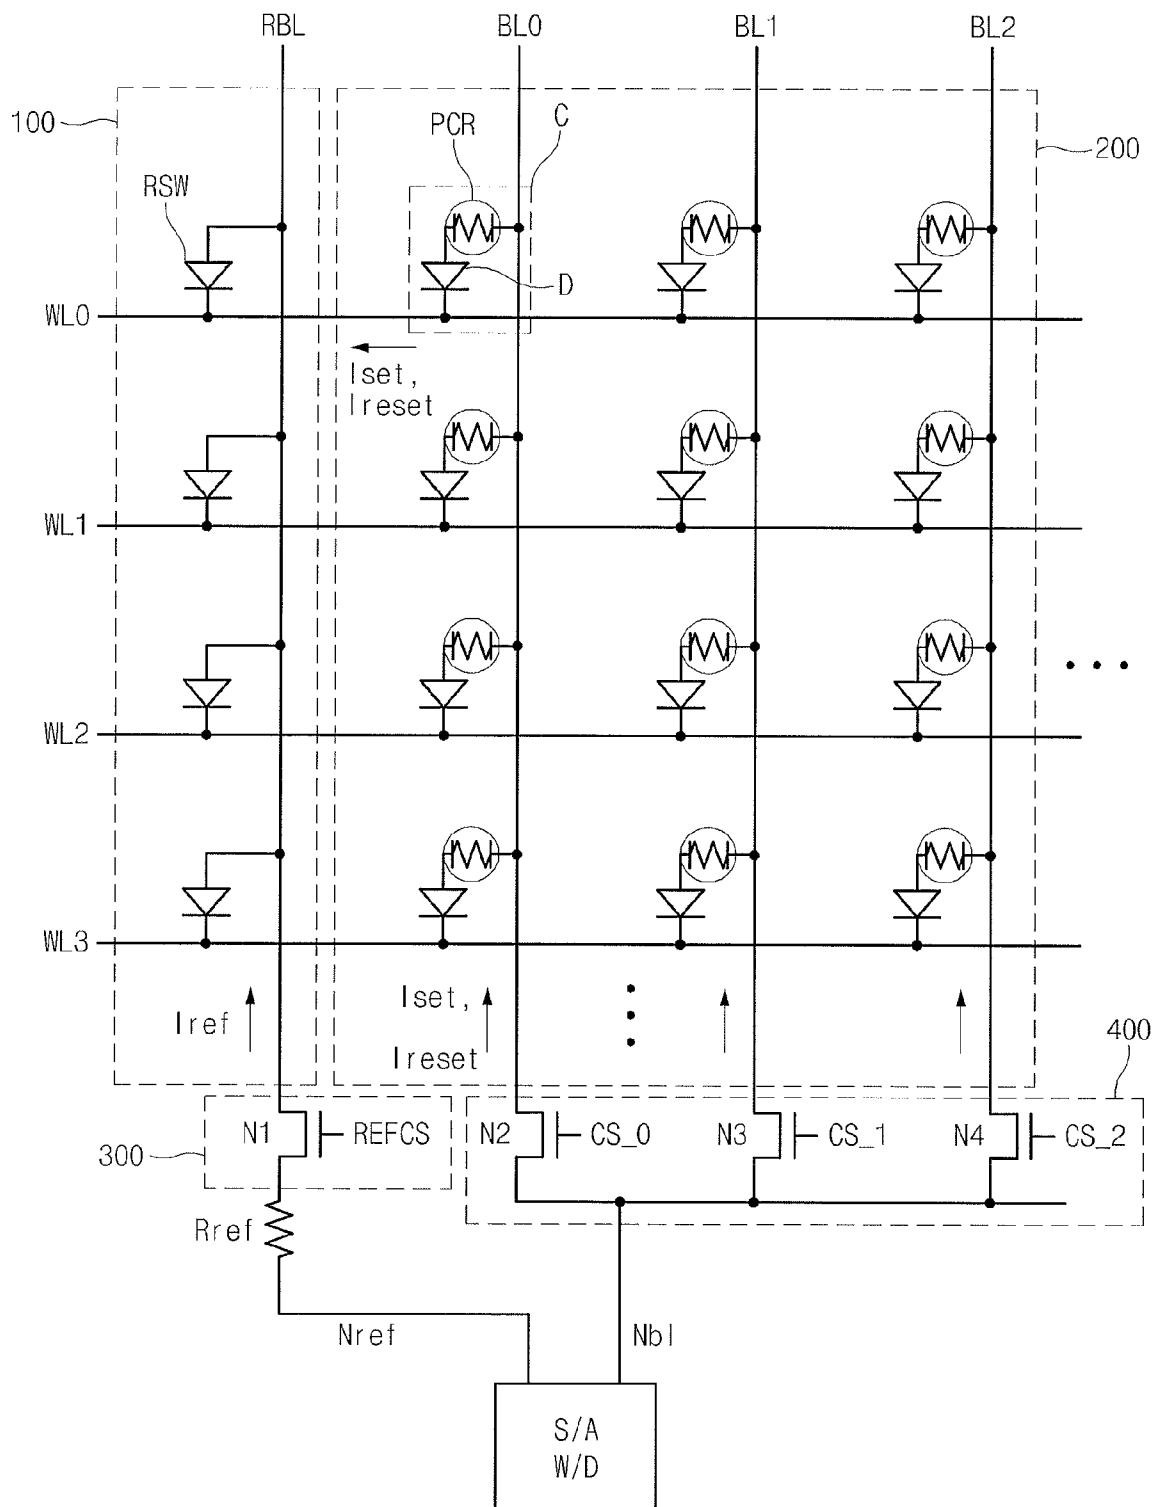 RBL BL0 BL1 BL2
100
PCR
C
200
RSW
D
WL0
Iset,
Ireset
WL1
WL2
WL3
Iset,
Iref
Ireset
400
N1 REFCS N2 CS_0 N3 CS_1 N4 CS_2
300
Rref
Nref Nbl
S/A
W/D